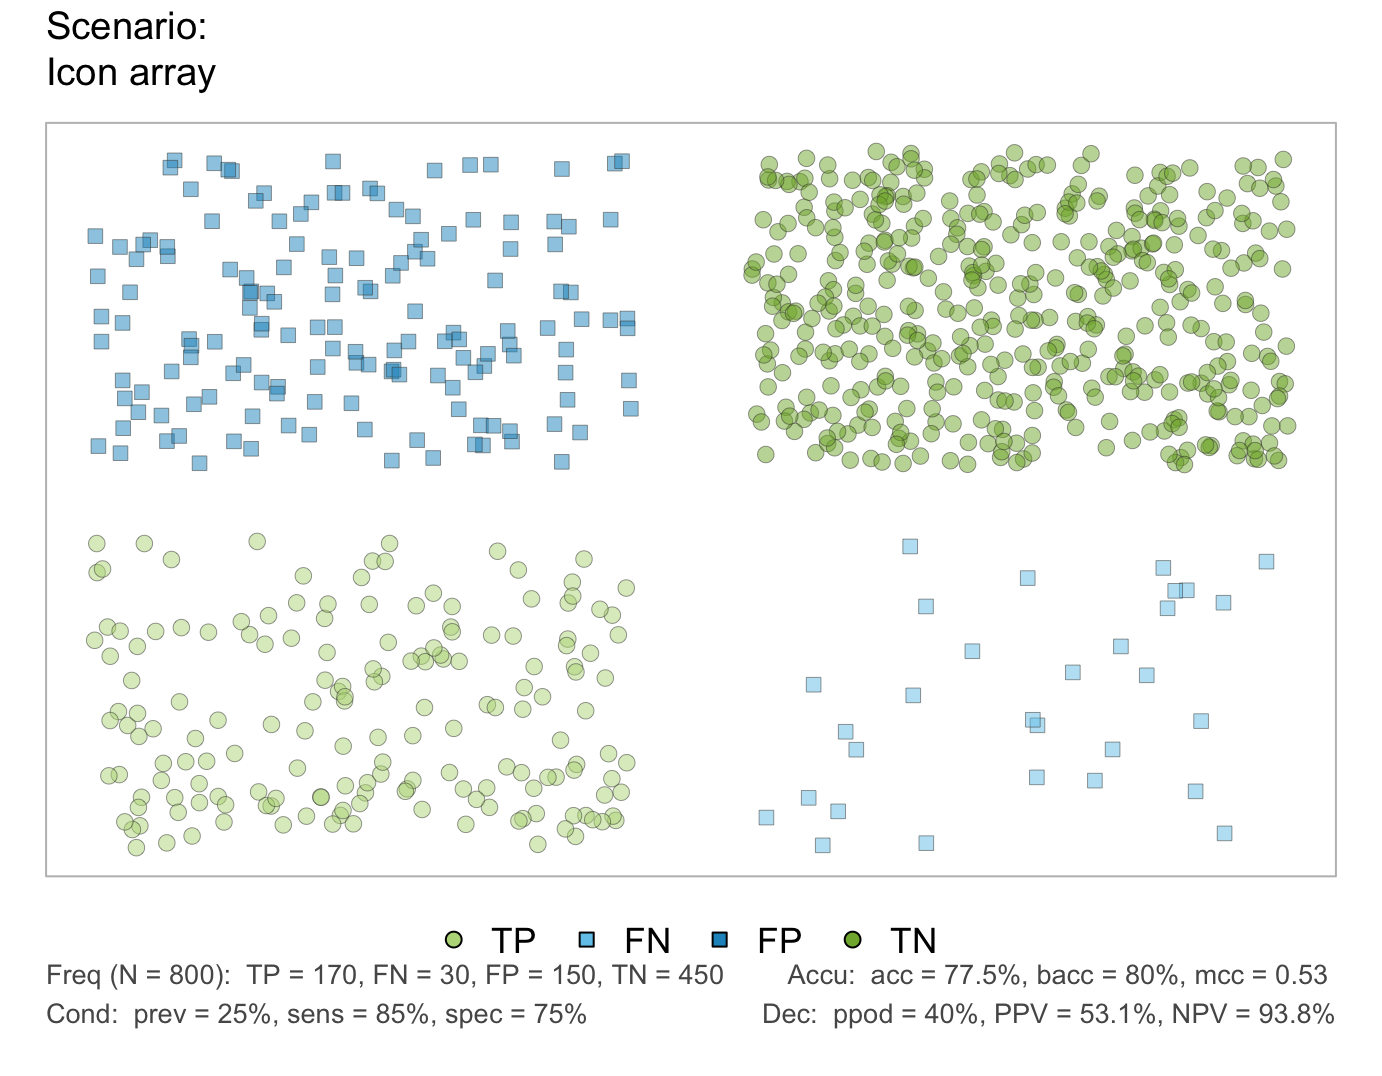 Scenario:
Icon array
TP FN FP TN
Freq (N = 800):  TP = 170, FN = 30, FP = 150, TN = 450 Accu:  acc = 77.5%, bacc = 80%, mcc = 0.53
Cond:  prev = 25%, sens = 85%, spec = 75% Dec:  ppod = 40%, PPV = 53.1%, NPV = 93.8%